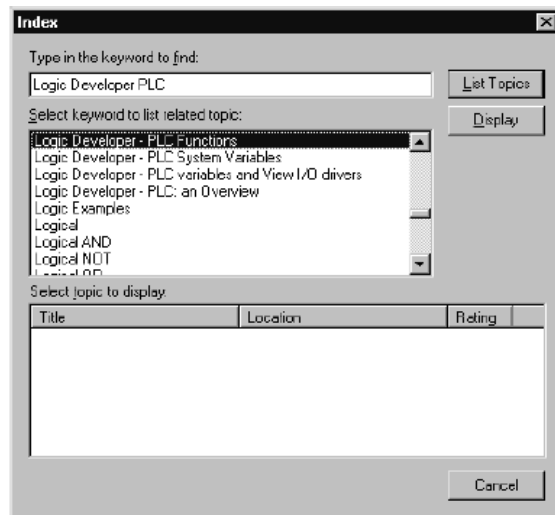 Index
Type in the keyword to find:
Logic Developer PLC
List Topics
Select keyword to list related topic:
Display
Logic Developer - PLC Functions
Logic Developer - PLC System Variables
Logic Developer - PLC variables and View I/O drivers
Logic Developer - PLC: an Overview
Logic Examples
Logical
Logical AND
Logical NOT
Logical OR
Select topic to display:
Title Location Rating
Cancel